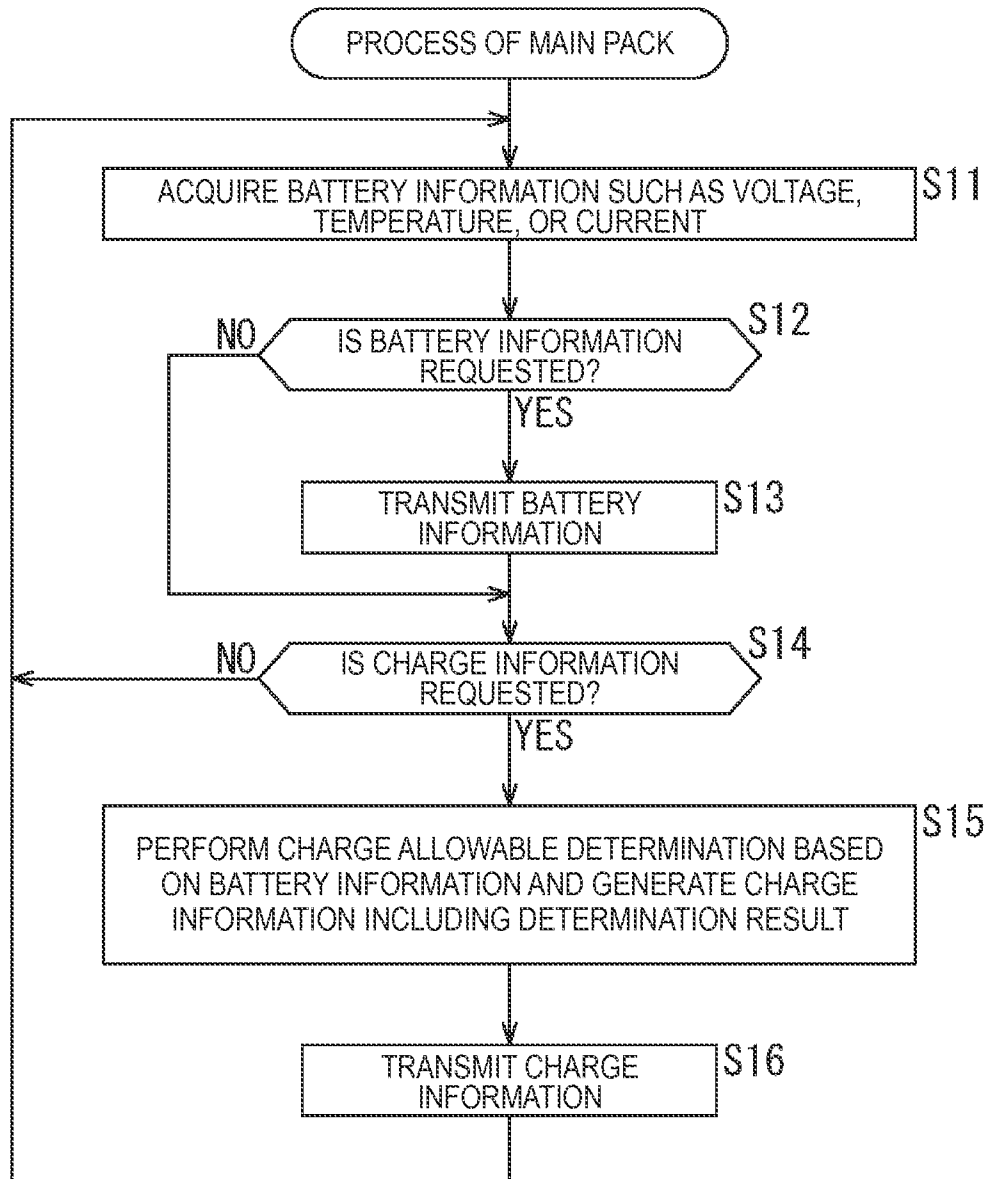 PROCESS OF MAIN PACK
ACQUIRE BATTERY INFORMATION SUCH AS VOLTAGE,
TEMPERATURE, OR CURRENT
S11
IS BATTERY INFORMATION
REQUESTED?
S12
NO
YES
TRANSMIT BATTERY
INFORMATION
S13
IS CHARGE INFORMATION
REQUESTED?
S14
NO
YES
PERFORM CHARGE ALLOWABLE DETERMINATION BASED
ON BATTERY INFORMATION AND GENERATE CHARGE
INFORMATION INCLUDING DETERMINATION RESULT
S15
TRANSMIT CHARGE
INFORMATION
S16